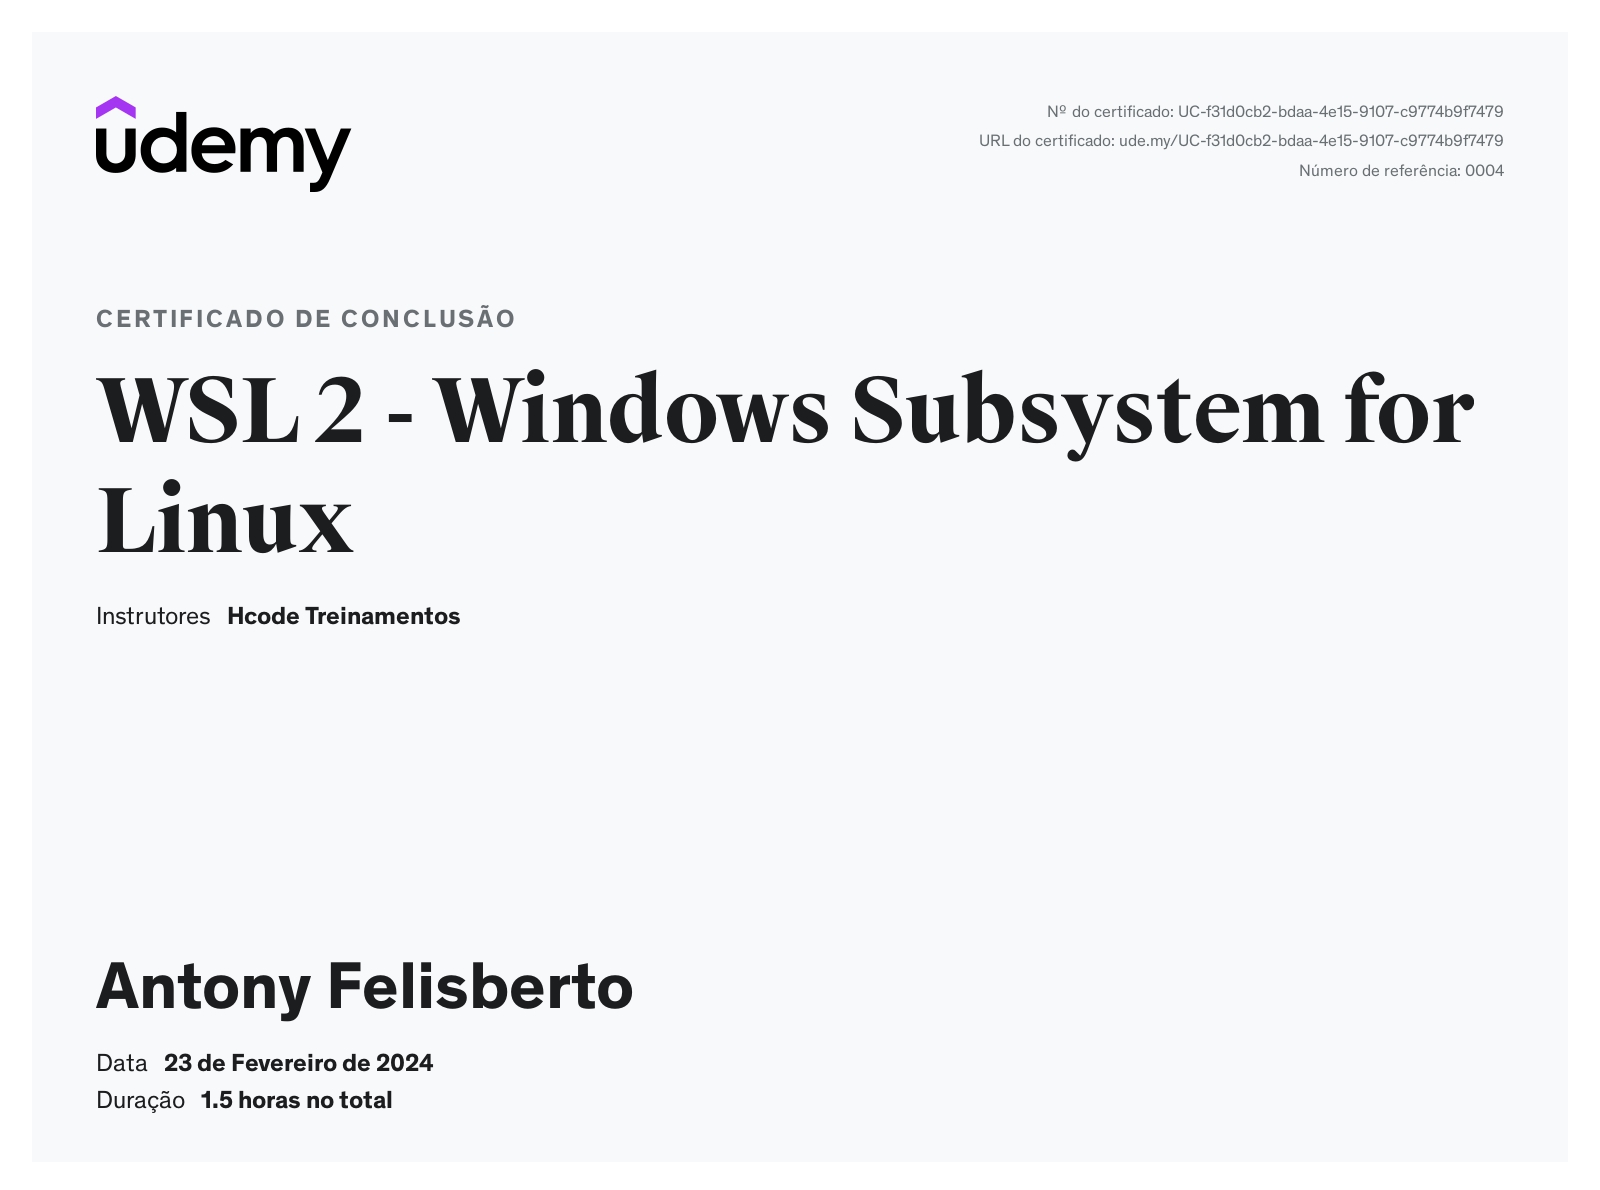 udemy
Nº do certificado: UC-f31d0cb2-bdaa-4e15-9107-c9774b9f7479
URL do certificado: ude.my/UC-f31d0cb2-bdaa-4e15-9107-c9774b9f7479
Número de referência: 0004
CERTIFICADO DE CONCLUSÃO
WSL 2 - Windows Subsystem for
Linux
Instrutores Hcode Treinamentos
Antony Felisberto
Data 23 de Fevereiro de 2024
Duração 1.5 horas no total